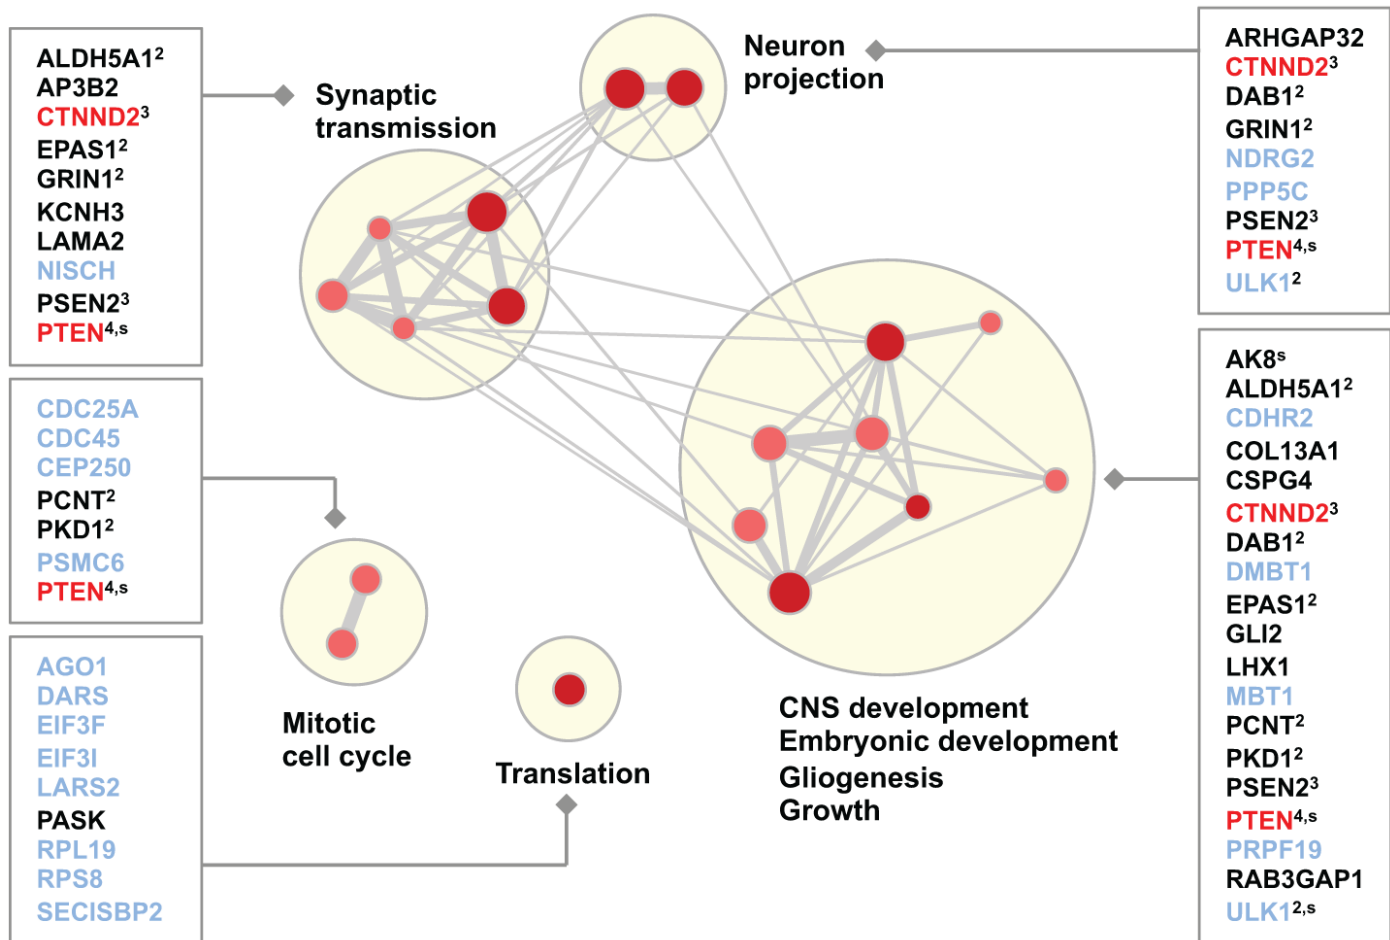 ALDH5A1²
AP3B2
CTNND2³
EPAS1²
GRIN1²
KCNH3
LAMA2
NISCH
PSEN2³
PTEN⁴,ˢ
Synaptic
transmission
Neuron
projection
ARHGAP32
CTNND2³
DAB1²
GRIN1²
NDRG2
PPP5C
PSEN2³
PTEN⁴,ˢ
ULK1²
CDC25A
CDC45
CEP250
PCNT²
PKD1²
PSMC6
PTEN⁴,ˢ
Mitotic
cell cycle
AGO1
DARS
EIF3F
EIF3I
LARS2
PASK
RPL19
RPS8
SECISBP2
Translation
CNS development
Embryonic development
Gliogenesis
Growth
AK8ˢ
ALDH5A1²
CDHR2
COL13A1
CSPG4
CTNND2³
DAB1²
DMBT1
EPAS1²
GLI2
LHX1
MBT1
PCNT²
PKD1²
PSEN2³
PTEN⁴,ˢ
PRPF19
RAB3GAP1
ULK1²,ˢ